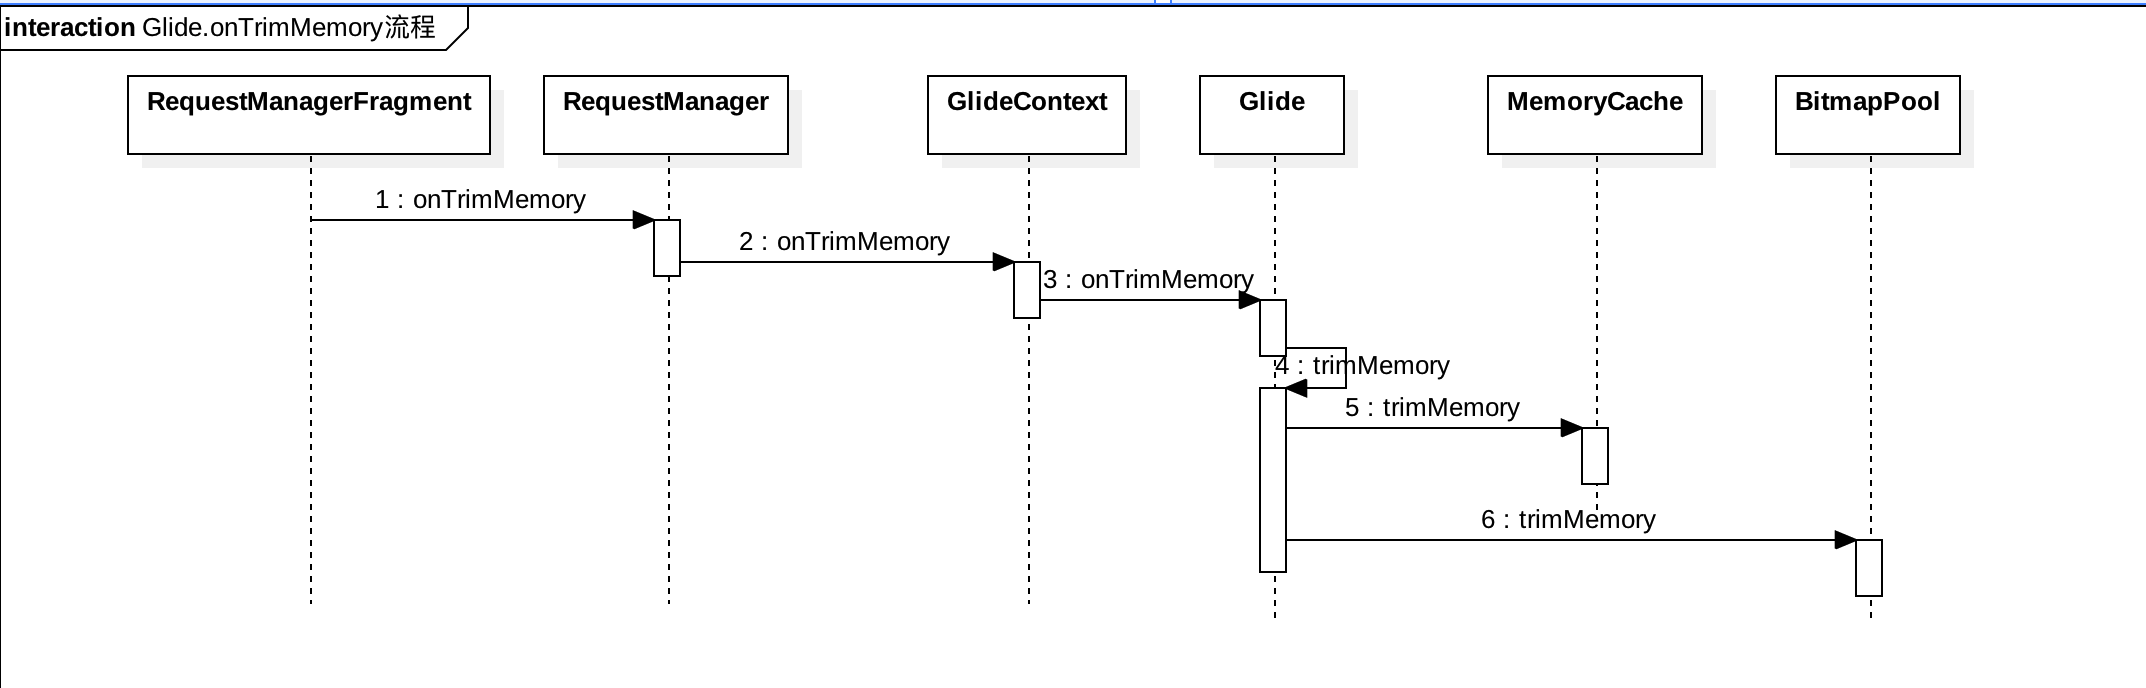 interaction Glide.onTrimMemory流程
RequestManagerFragment
RequestManager
GlideContext
Glide
MemoryCache
BitmapPool
1 : onTrimMemory
2 : onTrimMemory
3 : onTrimMemory
4 : trimMemory
5 : trimMemory
6 : trimMemory